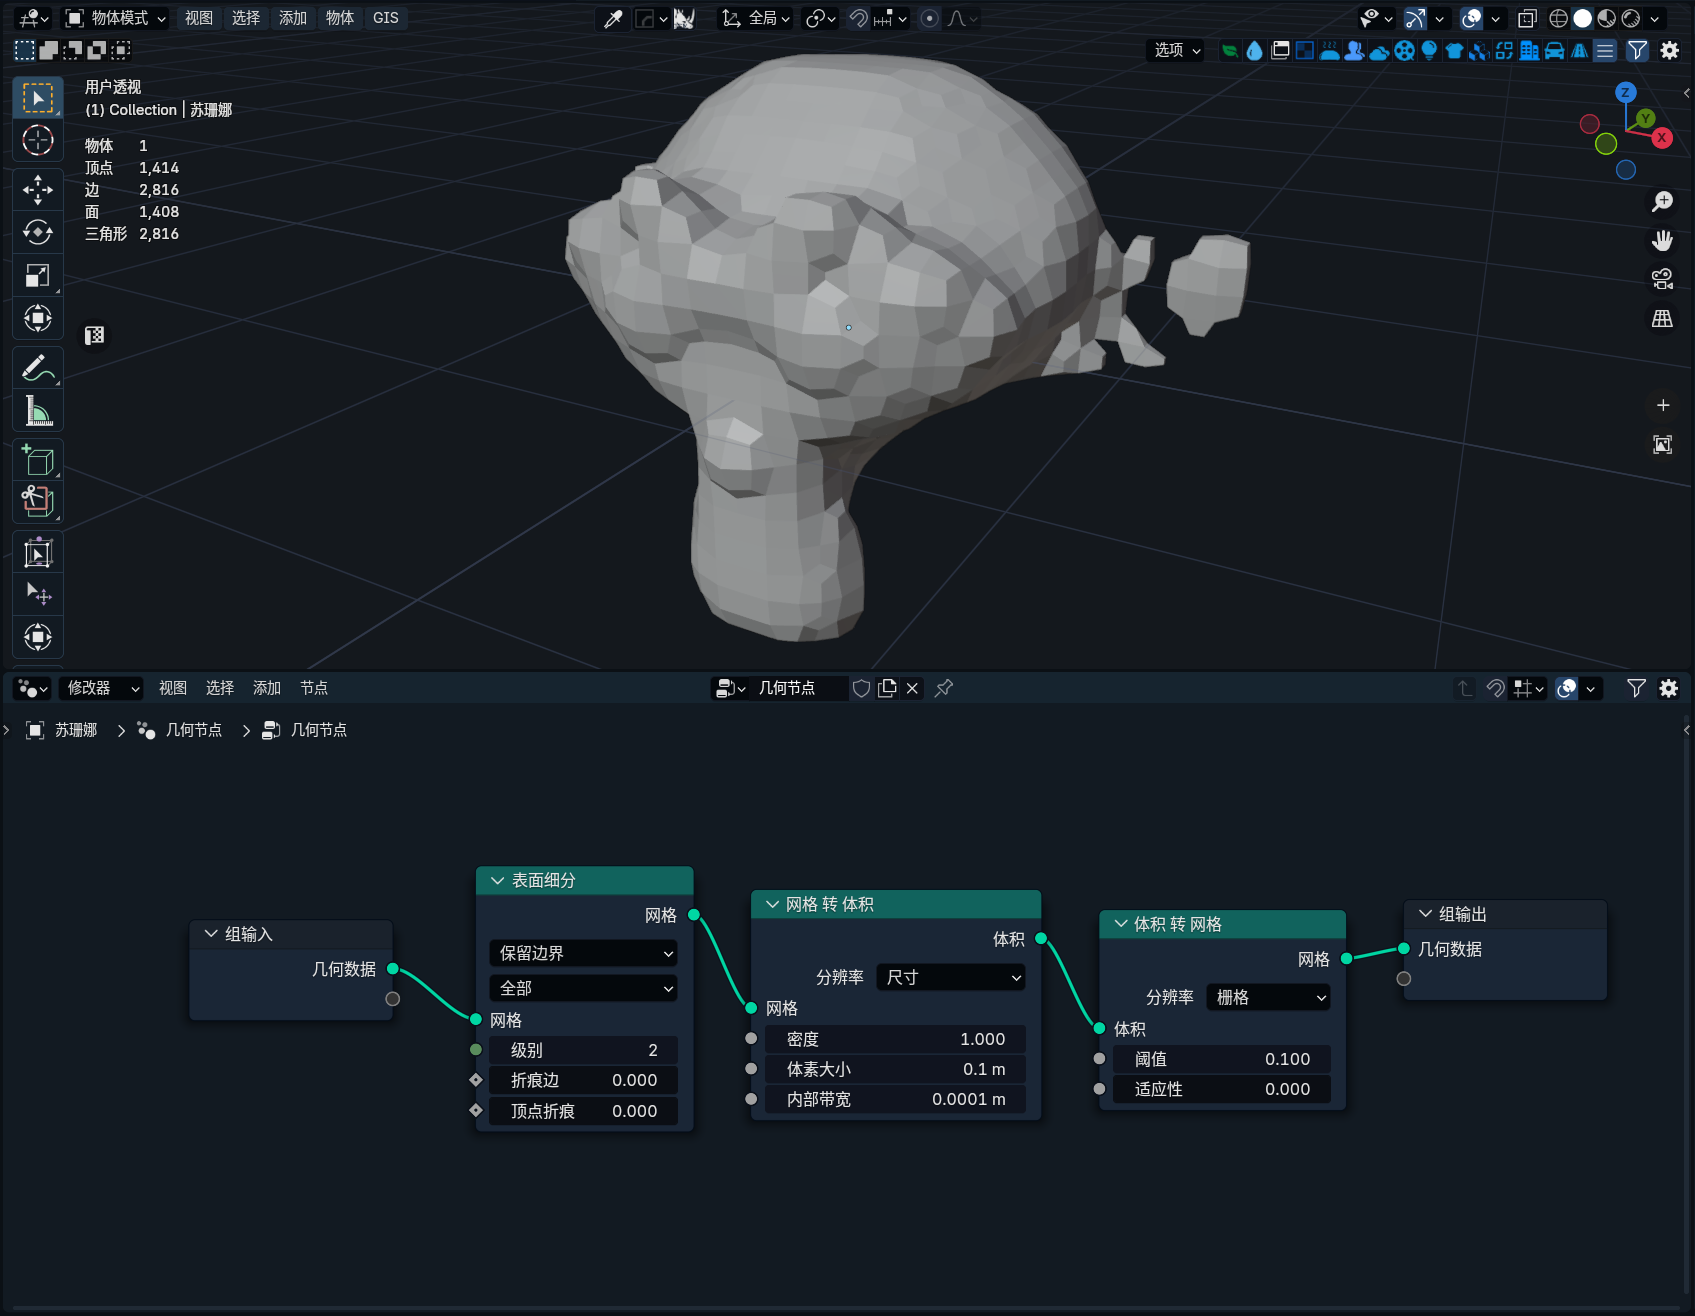 物体模式 视图 选择 添加 物体 GIS 全局
选项
用户透视
(1) Collection | 苏珊娜
物体 1
顶点 1,414
边 2,816
面 1,408
三角形 2,816
Z
Y
X
修改器 视图 选择 添加 节点 几何节点
苏珊娜 几何节点 几何节点
组输入
几何数据
表面细分
网格
保留边界
全部
网格
级别 2
折痕边 0.000
顶点折痕 0.000
网格 转 体积
体积
分辨率 尺寸
网格
密度 1.000
体素大小 0.1 m
内部带宽 0.0001 m
体积 转 网格
网格
分辨率 栅格
体积
阈值 0.100
适应性 0.000
组输出
几何数据